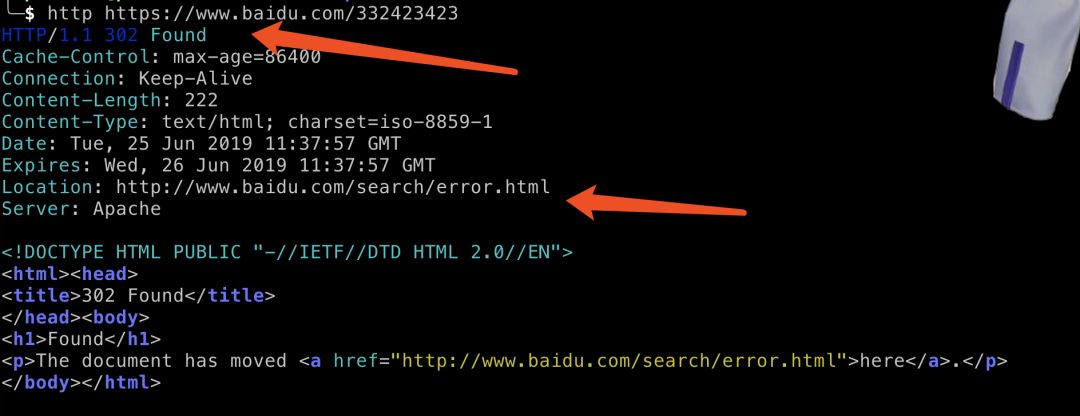 $ http https://www.baidu.com/332423423
HTTP/1.1 302 Found
Cache-Control: max-age=86400
Connection: Keep-Alive
Content-Length: 222
Content-Type: text/html; charset=iso-8859-1
Date: Tue, 25 Jun 2019 11:37:57 GMT
Expires: Wed, 26 Jun 2019 11:37:57 GMT
Location: http://www.baidu.com/search/error.html
Server: Apache
<!DOCTYPE HTML PUBLIC "-//IETF//DTD HTML 2.0//EN">
<html><head>
<title>302 Found</title>
</head><body>
<h1>Found</h1>
<p>The document has moved <a href="http://www.baidu.com/search/error.html">here</a>.</p>
</body></html>